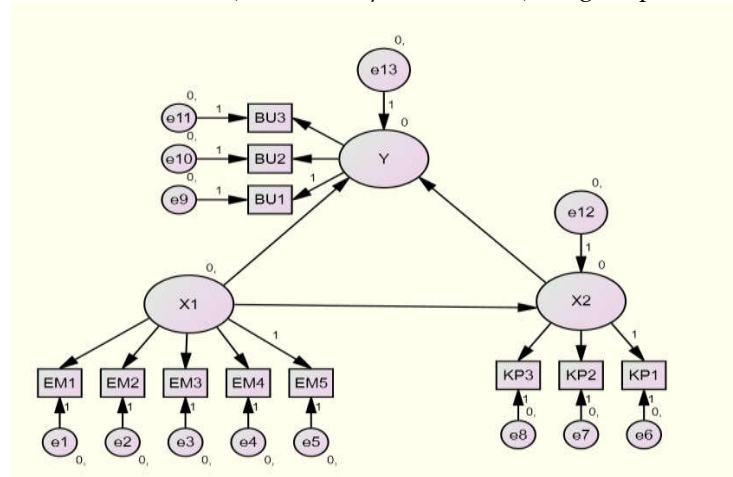 0,
e13
1
0
0,
e11 1 BU3
0,
e10 1 BU2 Y
0,
e9 1 BU1 1
0,
e12
1
0
0,
X1 X2
1 1
EM1 EM2 EM3 EM4 EM5 KP3 KP2 KP1
1 1 1 1 1 1 1 1
0, 0, 0,
e1 e2 e3 e4 e5 e8 e7 e6
0, 0, 0, 0, 0,